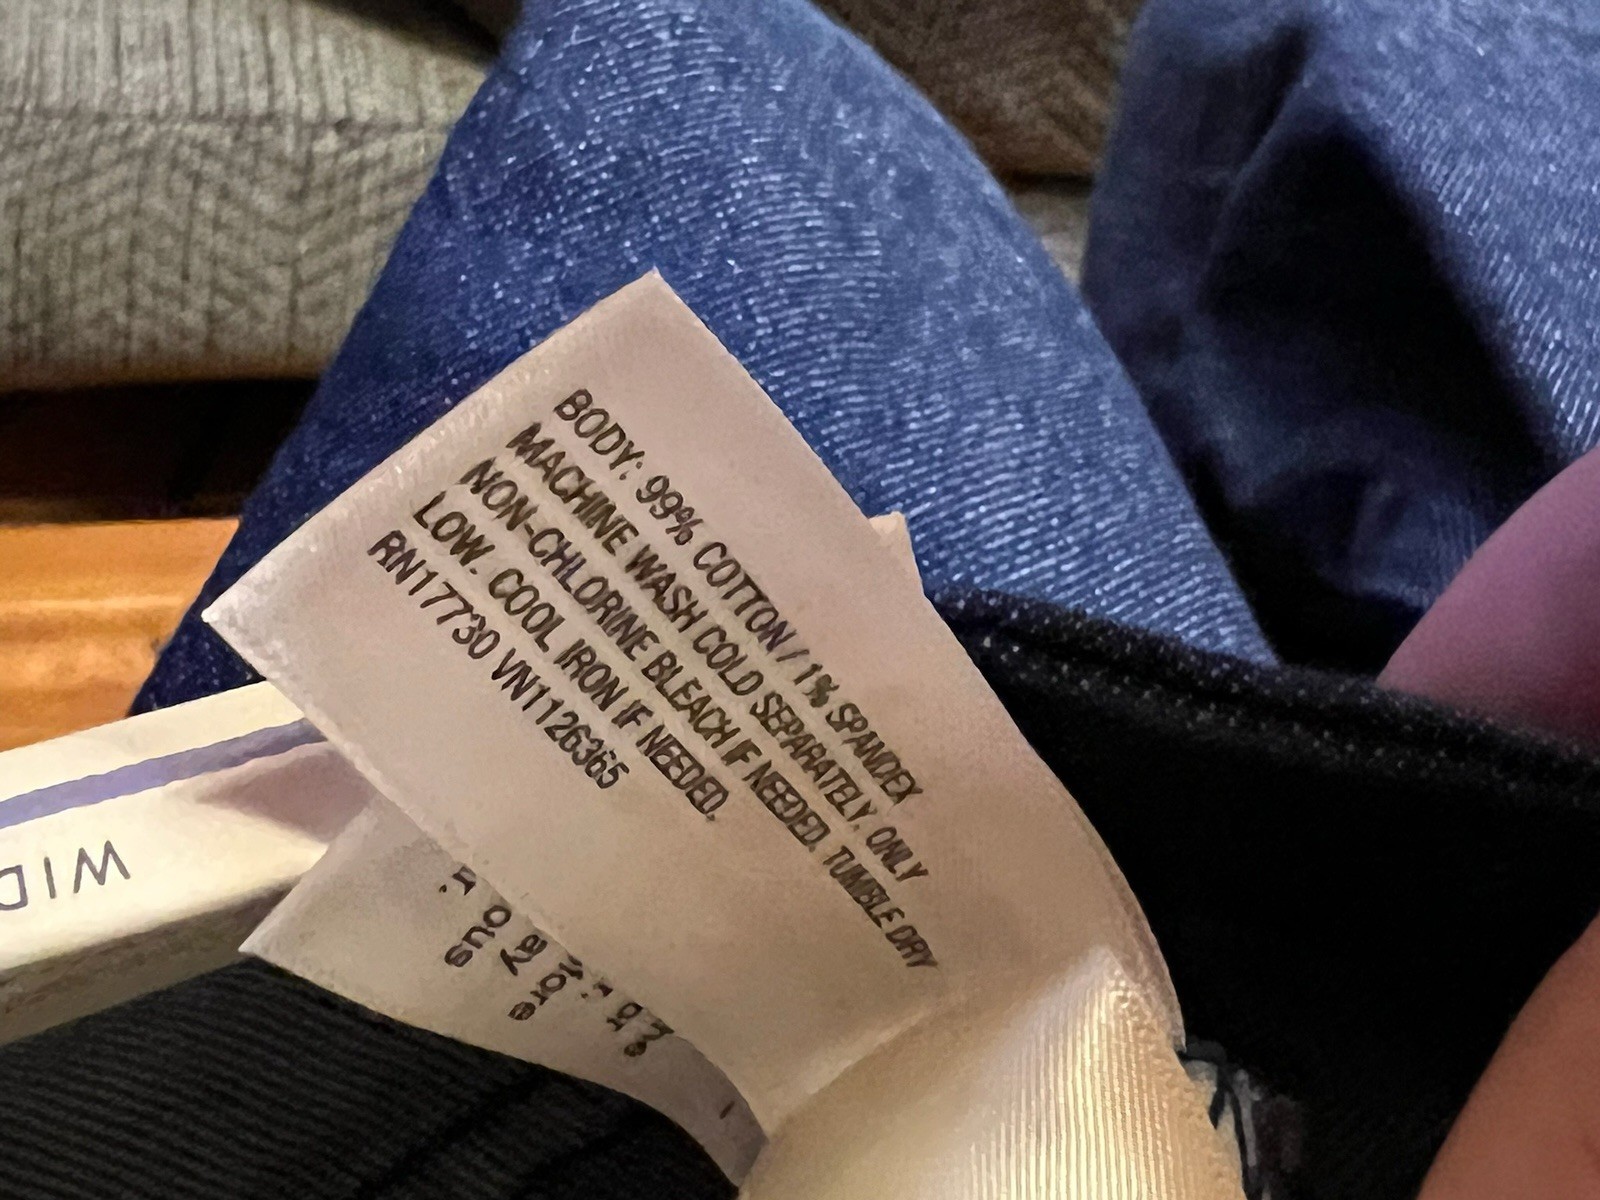 BODY: 99% COTTON / 1% SPANDEX
MACHINE WASH COLD SEPARATELY, ONLY
NON-CHLORINE BLEACH IF NEEDED, TUMBLE DRY
LOW. COOL IRON IF NEEDED.
RN17730 VN1126365
WID